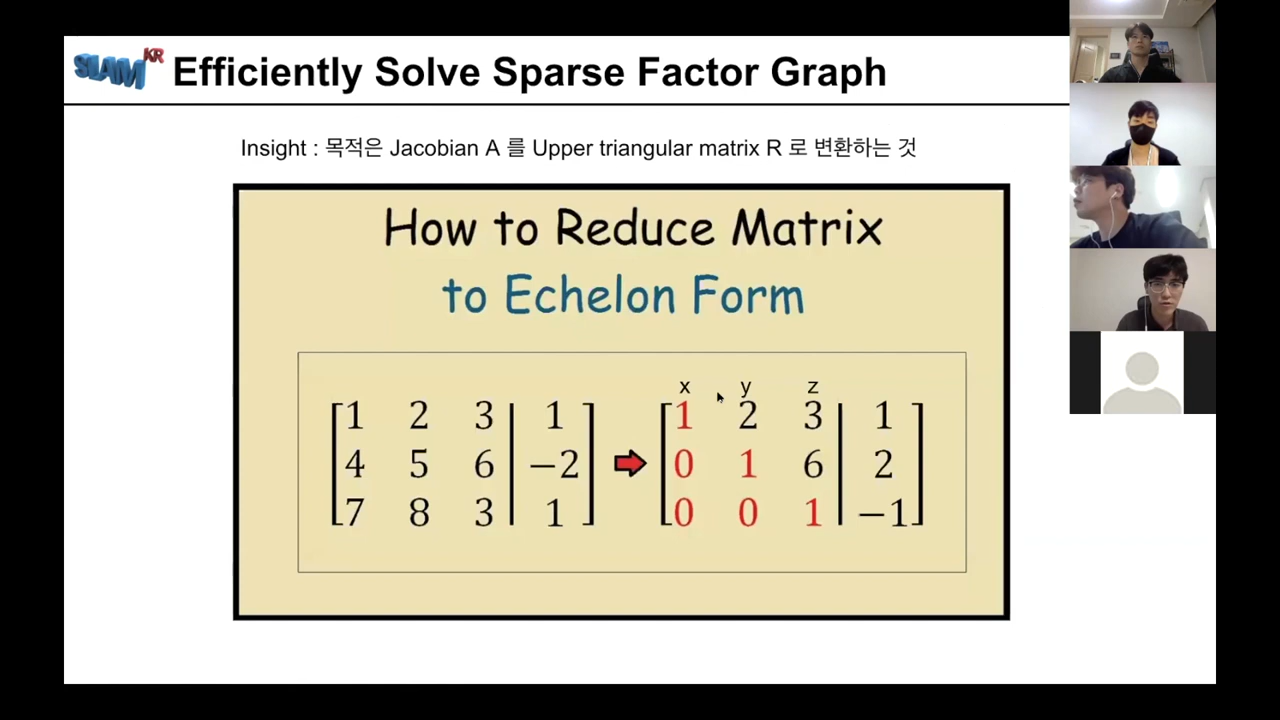 SLAM KR
Efficiently Solve Sparse Factor Graph
Insight : 목적은 Jacobian A 를 Upper triangular matrix R 로 변환하는 것
How to Reduce Matrix
to Echelon Form
x y z
1 2 3 | 1 1 2 3 | 1
4 5 6 | −2 0 1 6 | 2
7 8 3 | 1 0 0 1 | −1